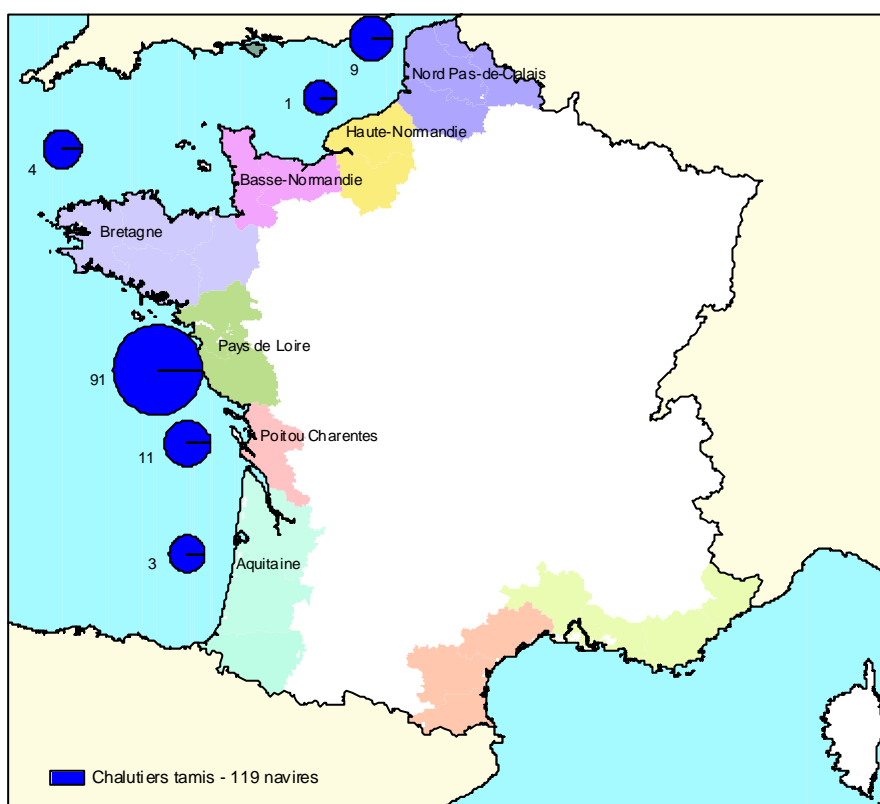 9
Nord Pas-de-Calais
1
Haute-Normandie
4
Basse-Normandie
Bretagne
Pays de Loire
91
Poitou Charentes
11
3
Aquitaine
Chalutiers tamis - 119 navires